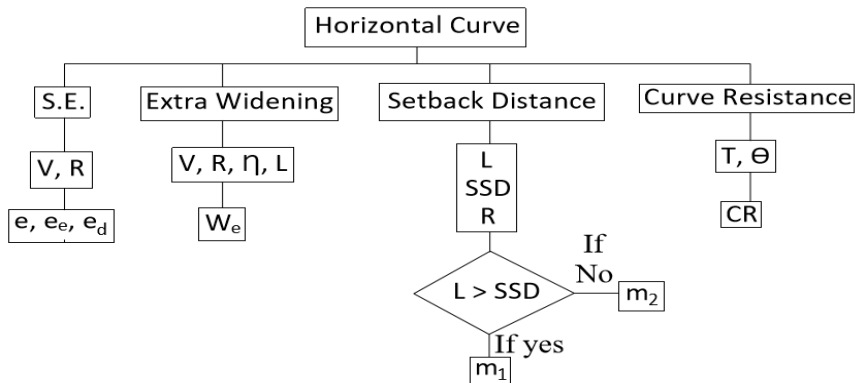 Horizontal Curve
S.E.
Extra Widening
Setback Distance
Curve Resistance
V, R
V, R, η, L
L
SSD
R
T, Θ
e, eₑ, e_d
Wₑ
CR
L > SSD
If
No
m₂
If yes
m₁